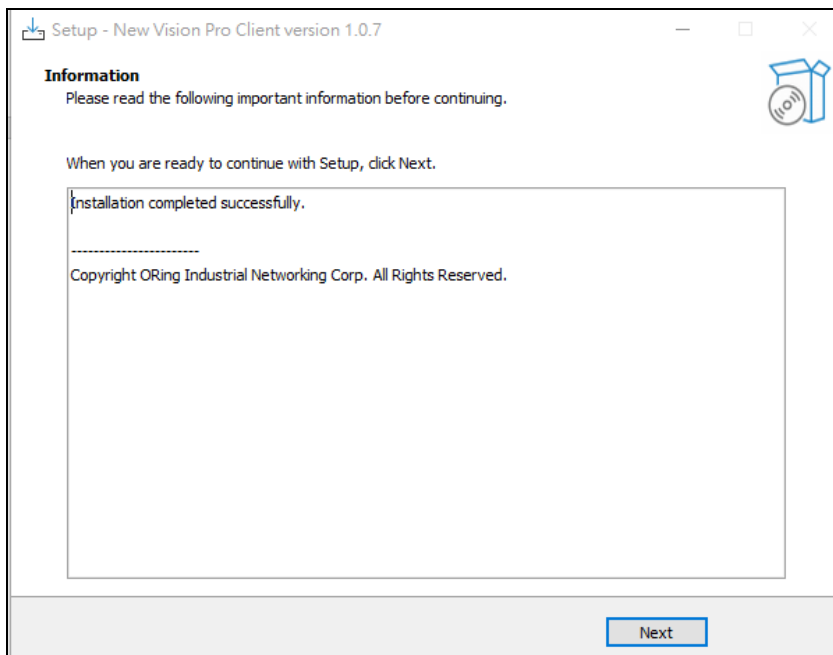 Setup - New Vision Pro Client version 1.0.7
Information
Please read the following important information before continuing.
When you are ready to continue with Setup, click Next.
Installation completed successfully.
-----------------------
Copyright ORing Industrial Networking Corp. All Rights Reserved.
Next